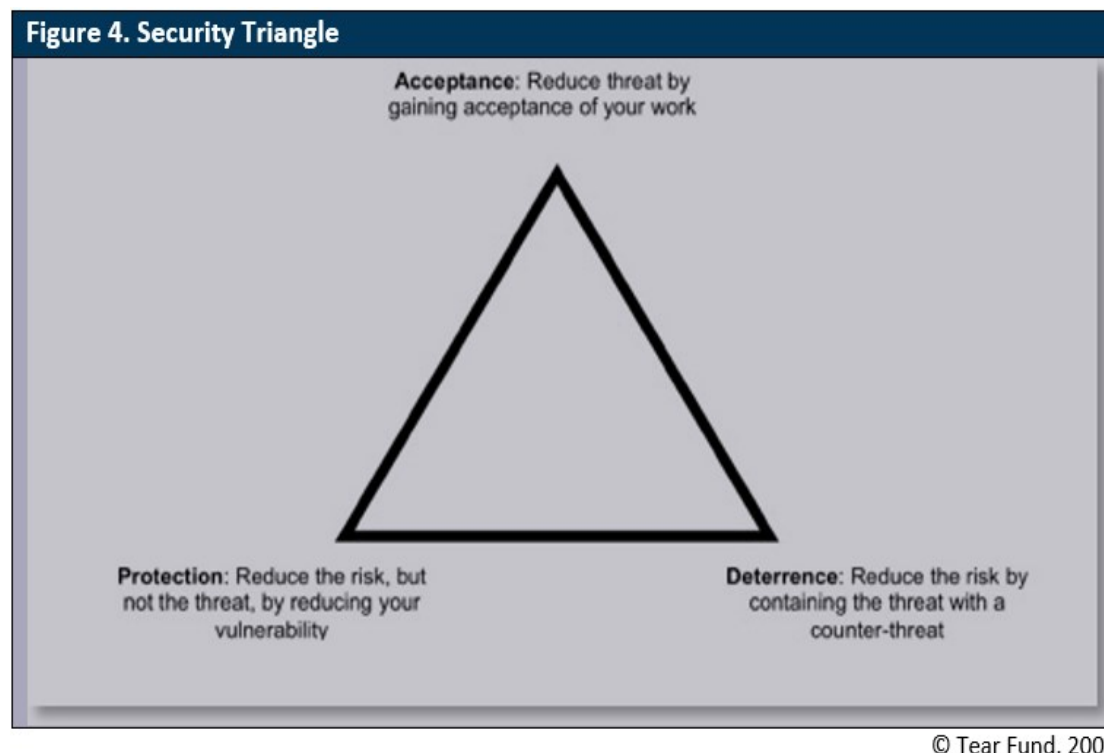 Figure 4. Security Triangle
Acceptance: Reduce threat by
gaining acceptance of your work
Protection: Reduce the risk, but
not the threat, by reducing your
vulnerability
Deterrence: Reduce the risk by
containing the threat with a
counter-threat
© Tear Fund, 200